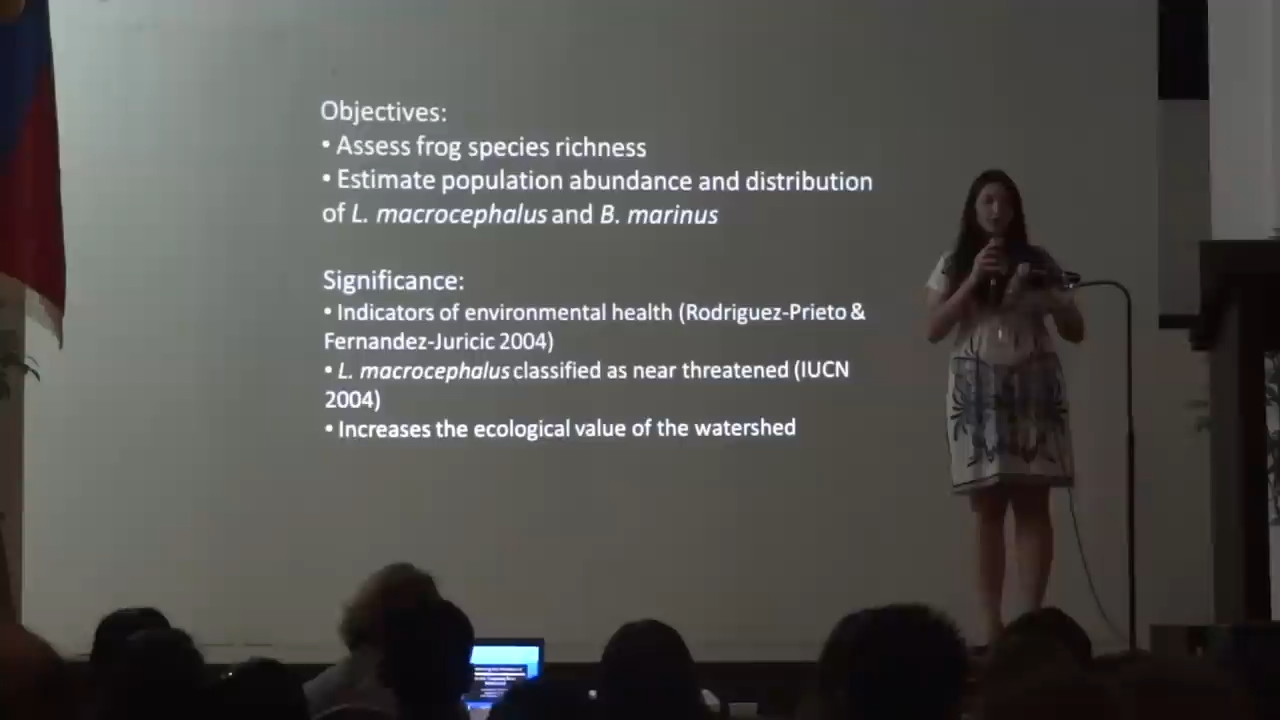 Objectives:
• Assess frog species richness
• Estimate population abundance and distribution
of L. macrocephalus and B. marinus
Significance:
• Indicators of environmental health (Rodriguez-Prieto &
Fernandez-Juricic 2004)
• L. macrocephalus classified as near threatened (IUCN
2004)
• Increases the ecological value of the watershed